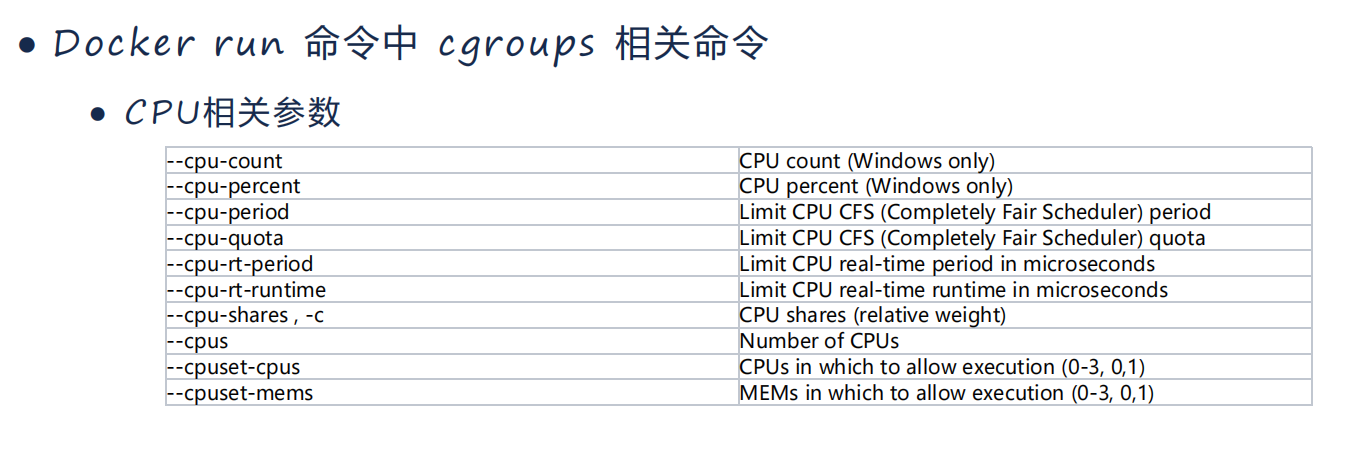 • Docker run 命令中 cgroups 相关命令
• CPU相关参数
--cpu-count CPU count (Windows only)
--cpu-percent CPU percent (Windows only)
--cpu-period Limit CPU CFS (Completely Fair Scheduler) period
--cpu-quota Limit CPU CFS (Completely Fair Scheduler) quota
--cpu-rt-period Limit CPU real-time period in microseconds
--cpu-rt-runtime Limit CPU real-time runtime in microseconds
--cpu-shares , -c CPU shares (relative weight)
--cpus Number of CPUs
--cpuset-cpus CPUs in which to allow execution (0-3, 0,1)
--cpuset-mems MEMs in which to allow execution (0-3, 0,1)